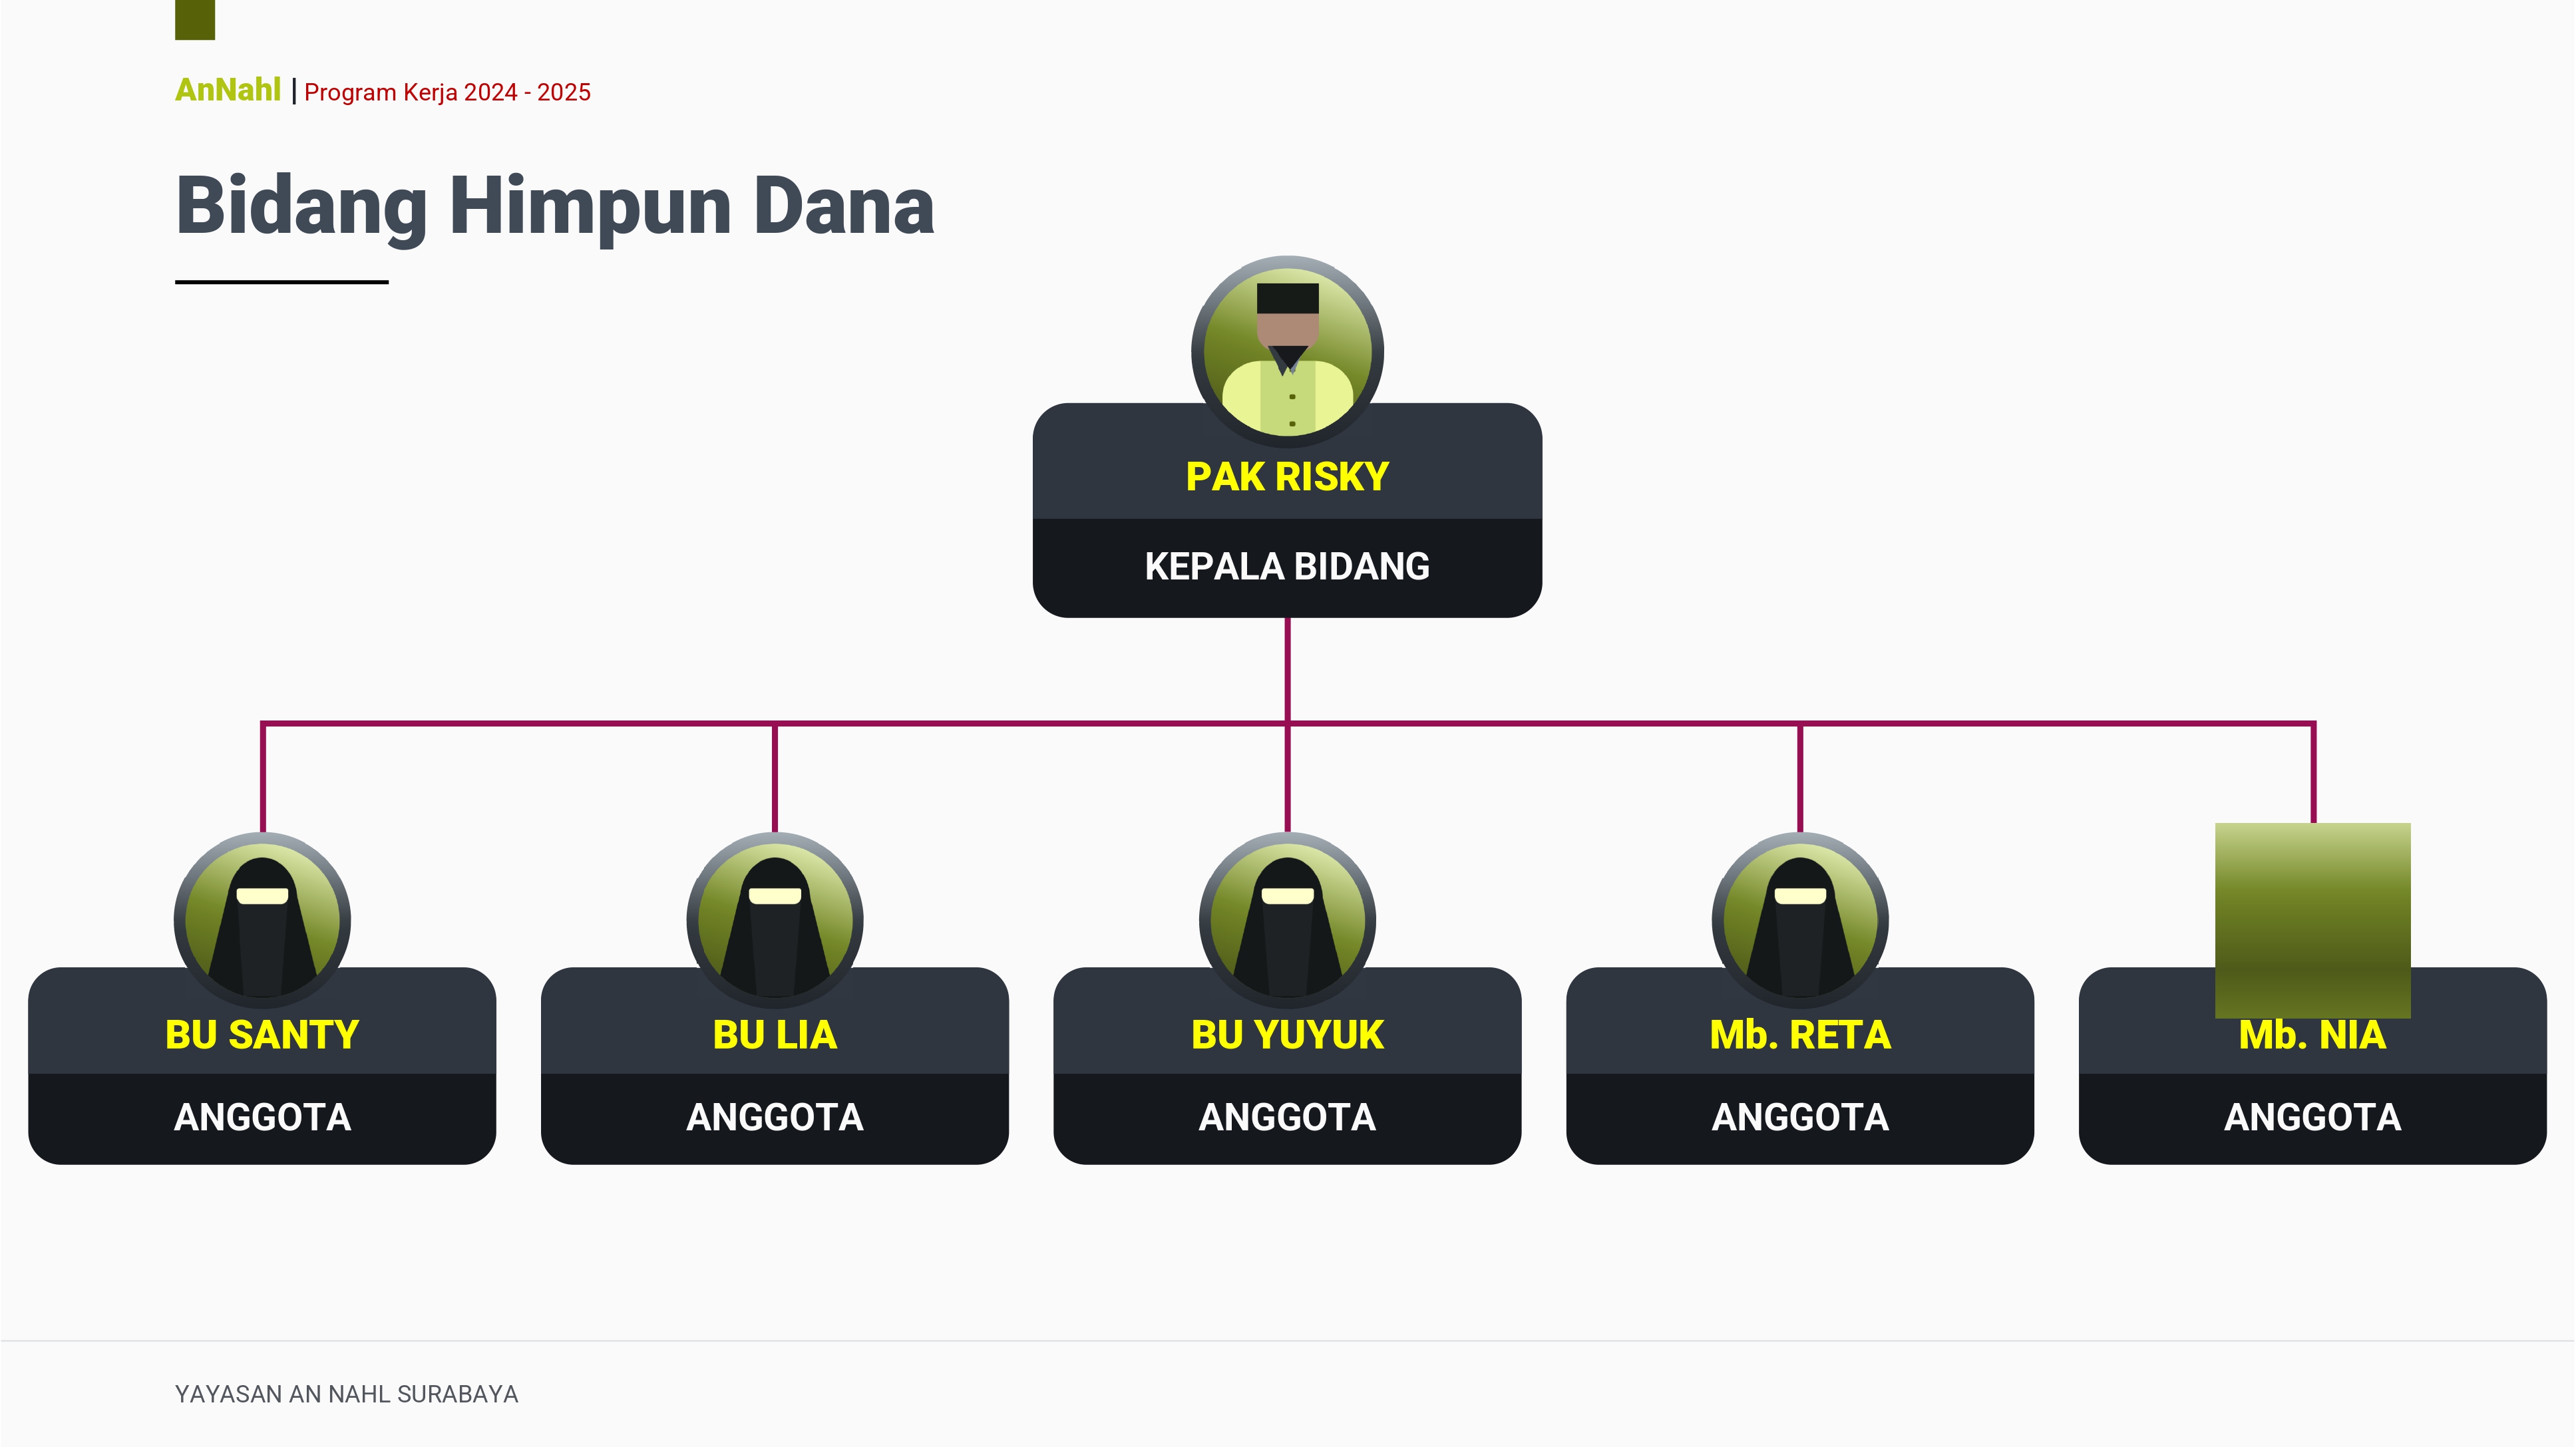 AnNahl | Program Kerja 2024 - 2025
Bidang Himpun Dana
PAK RISKY
KEPALA BIDANG
BU SANTY
ANGGOTA
BU LIA
ANGGOTA
BU YUYUK
ANGGOTA
Mb. RETA
ANGGOTA
Mb. NIA
ANGGOTA
YAYASAN AN NAHL SURABAYA